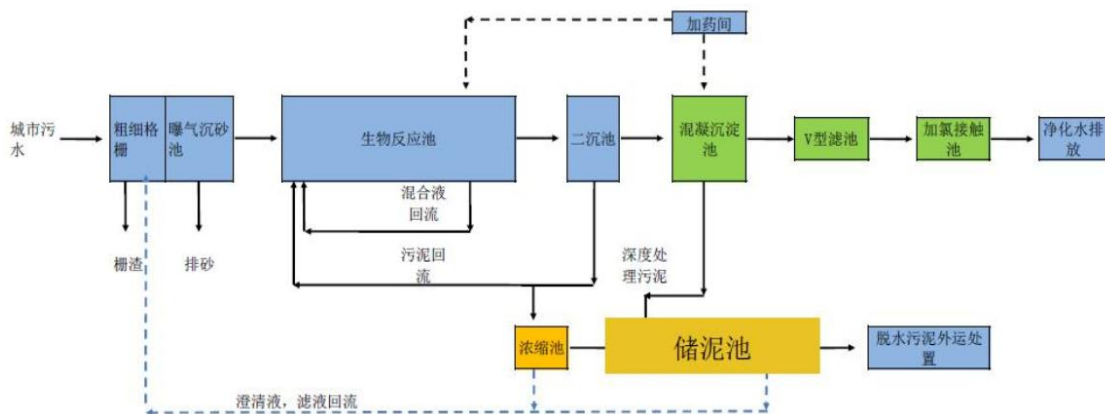 加药间
城市污
水
粗细格
栅
曝气沉砂
池
生物反应池
二沉池
混凝沉淀
池
V型滤池
加氯接触
池
净化水排
放
混合液
回流
栅渣
排砂
污泥回
流
深度处
理污泥
浓缩池
储泥池
脱水污泥外运处
置
澄清液，滤液回流